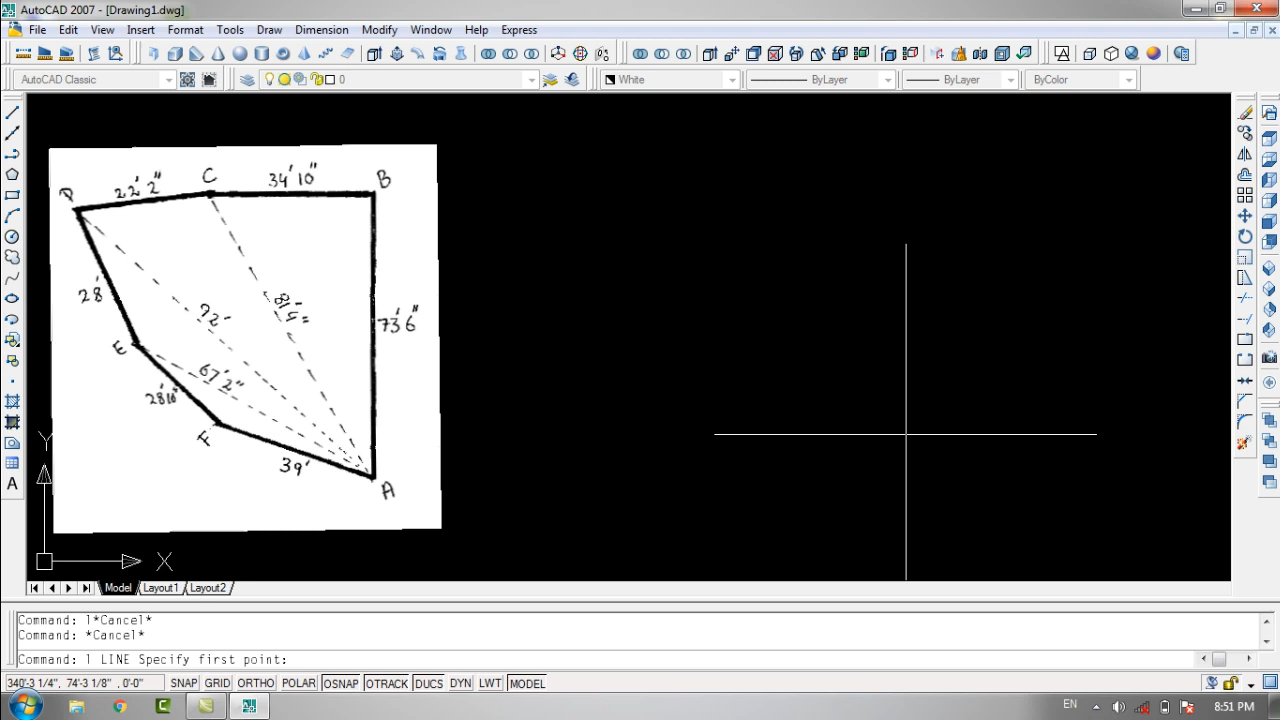 AutoCAD 2007 - [Drawing1.dwg]
File Edit View Insert Format Tools Draw Dimension Modify Window Help Express
AutoCAD Classic 0 White ByLayer ByLayer ByColor
D 22' 2" C 34' 10" B
28' 72- 81'5" 73'6"
E 67'2"
28'10"
F 39'
A
Y
X
A
Model Layout1 Layout2
Command: l*Cancel*
Command: *Cancel*
Command: l LINE Specify first point:
340'-3 1/4", 74'-3 1/8" , 0'-0" SNAP GRID ORTHO POLAR OSNAP OTRACK DUCS DYN LWT MODEL
EN 8:51 PM